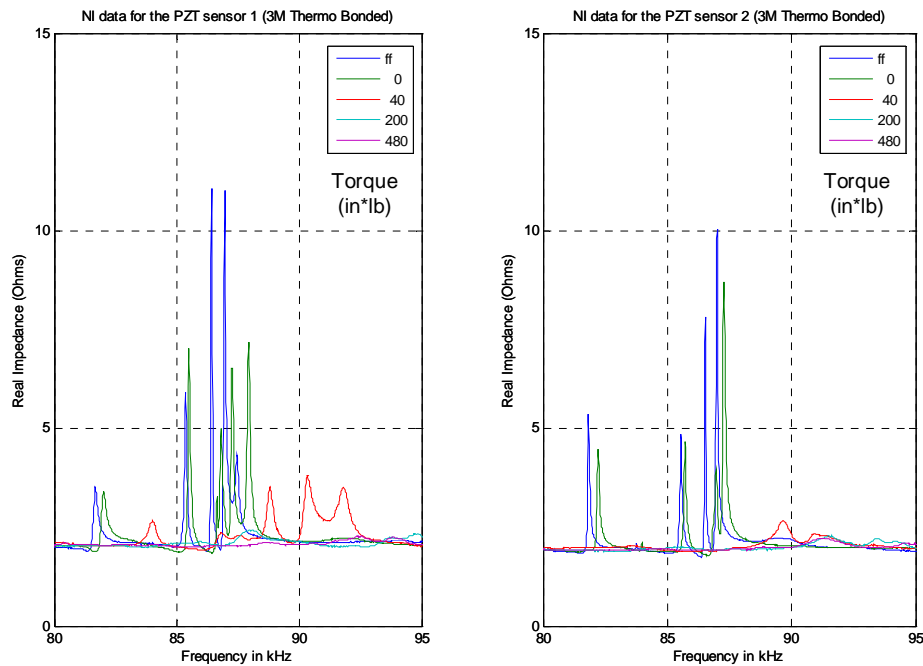 NI data for the PZT sensor 1 (3M Thermo Bonded)
15
10
5
0
Real Impedance (Ohms)
ff
0
40
200
480
Torque
(in*lb)
80
85
90
95
Frequency in kHz
NI data for the PZT sensor 2 (3M Thermo Bonded)
15
10
5
0
Real Impedance (Ohms)
ff
0
40
200
480
Torque
(in*lb)
80
85
90
95
Frequency in kHz